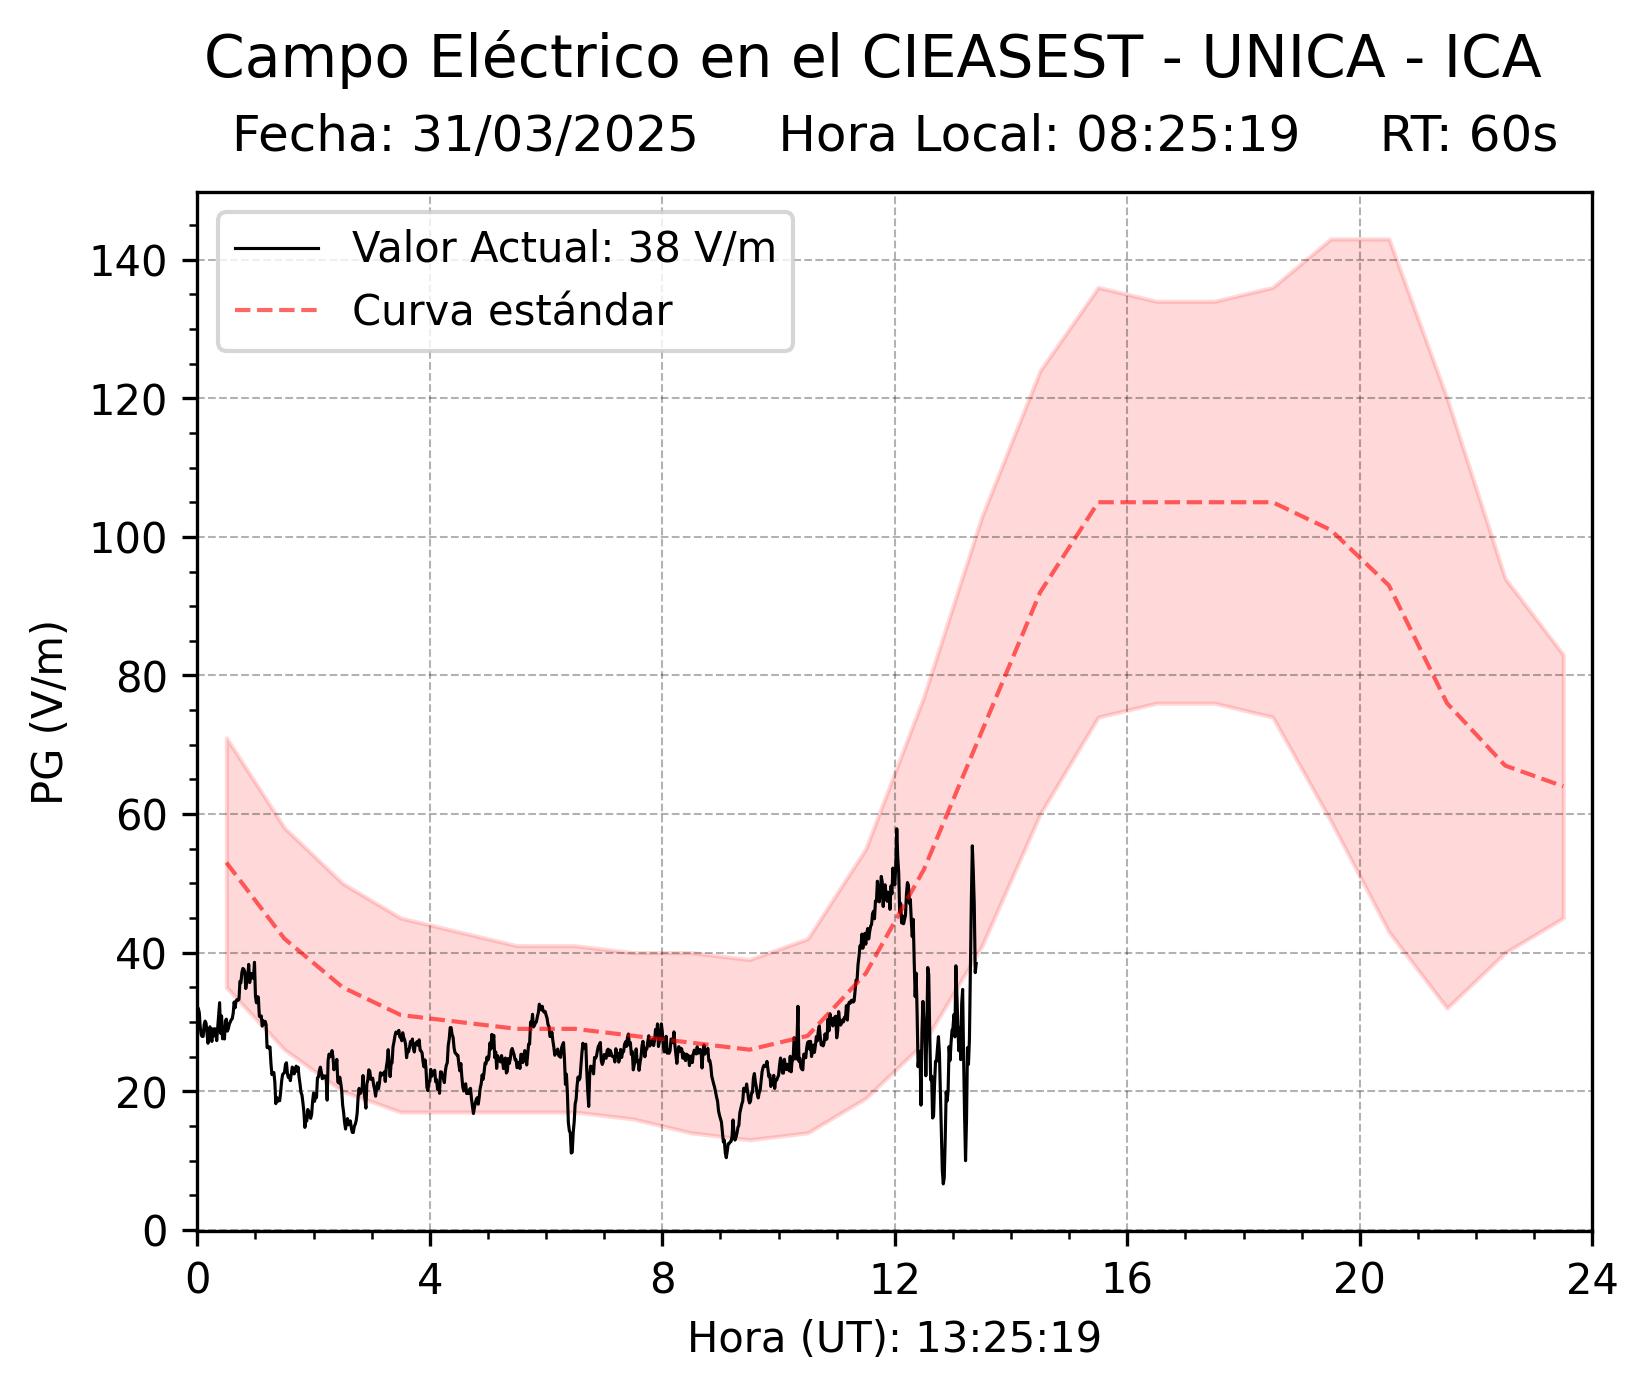 Campo Eléctrico en el CIEASEST - UNICA - ICA
Fecha: 31/03/2025 Hora Local: 08:25:19 RT: 60s
Valor Actual: 38 V/m
Curva estándar
PG (V/m)
140
120
100
80
60
40
20
0
0 4 8 12 16 20 24
Hora (UT): 13:25:19